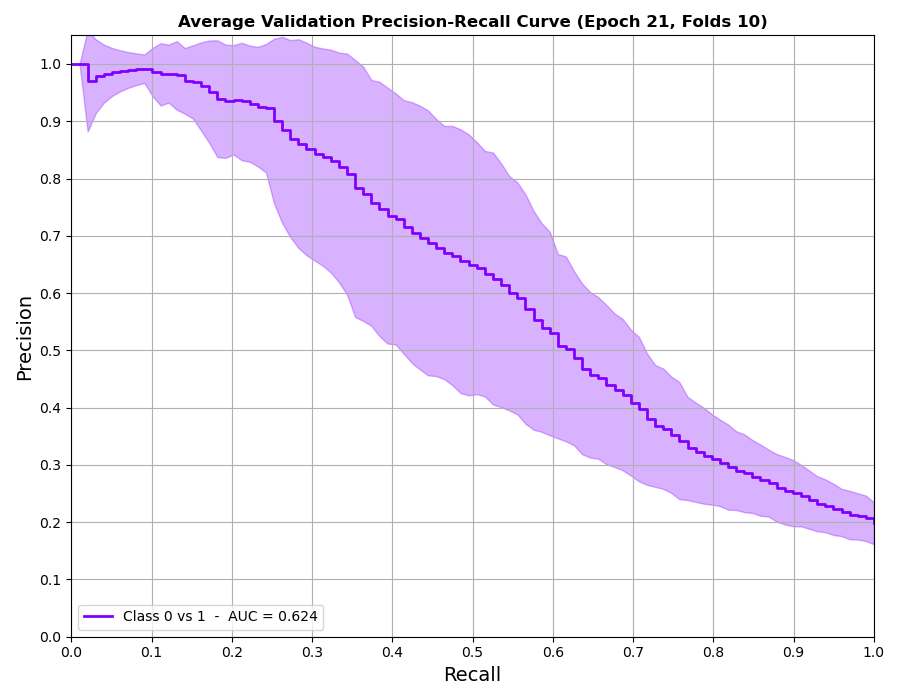 Average Validation Precision-Recall Curve (Epoch 21, Folds 10)
Precision
1.0
0.9
0.8
0.7
0.6
0.5
0.4
0.3
0.2
0.1
0.0
Class 0 vs 1 - AUC = 0.624
0.0 0.1 0.2 0.3 0.4 0.5 0.6 0.7 0.8 0.9 1.0
Recall